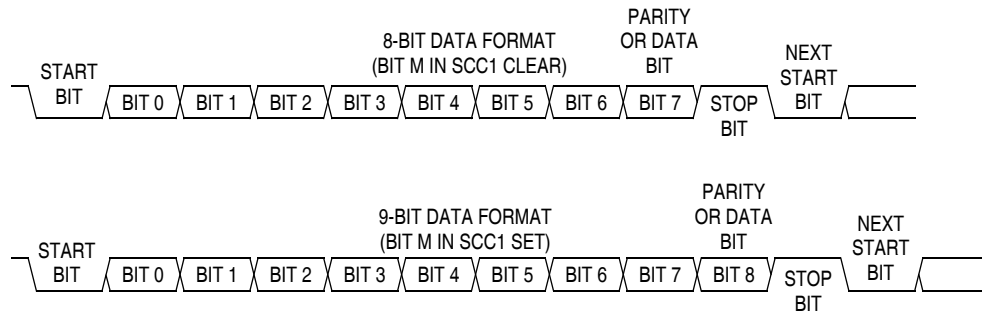 8-BIT DATA FORMAT
(BIT M IN SCC1 CLEAR)
PARITY
OR DATA
BIT
START
BIT
BIT 0
BIT 1
BIT 2
BIT 3
BIT 4
BIT 5
BIT 6
BIT 7
STOP
BIT
NEXT
START
BIT
9-BIT DATA FORMAT
(BIT M IN SCC1 SET)
PARITY
OR DATA
BIT
START
BIT
BIT 0
BIT 1
BIT 2
BIT 3
BIT 4
BIT 5
BIT 6
BIT 7
BIT 8
STOP
BIT
NEXT
START
BIT